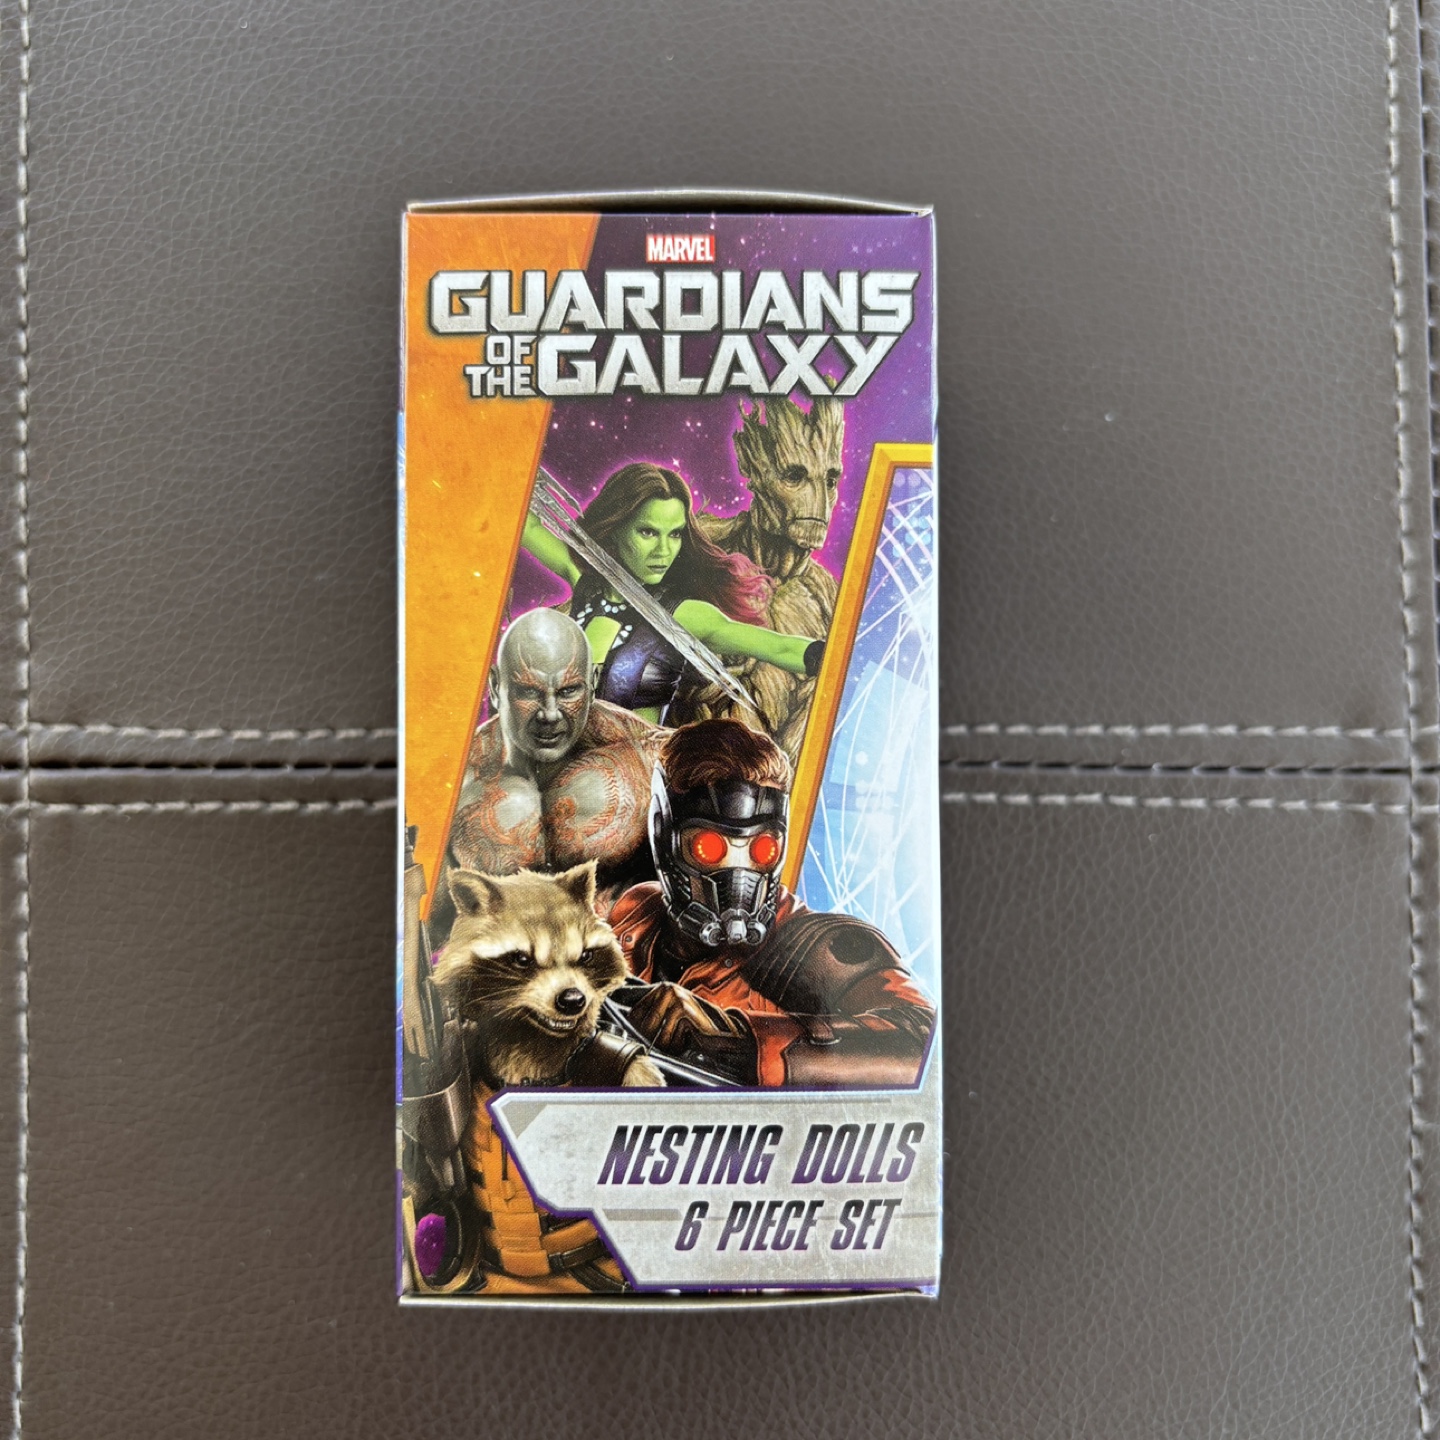 MARVEL
GUARDIANS
OF THE GALAXY
NESTING DOLLS
6 PIECE SET